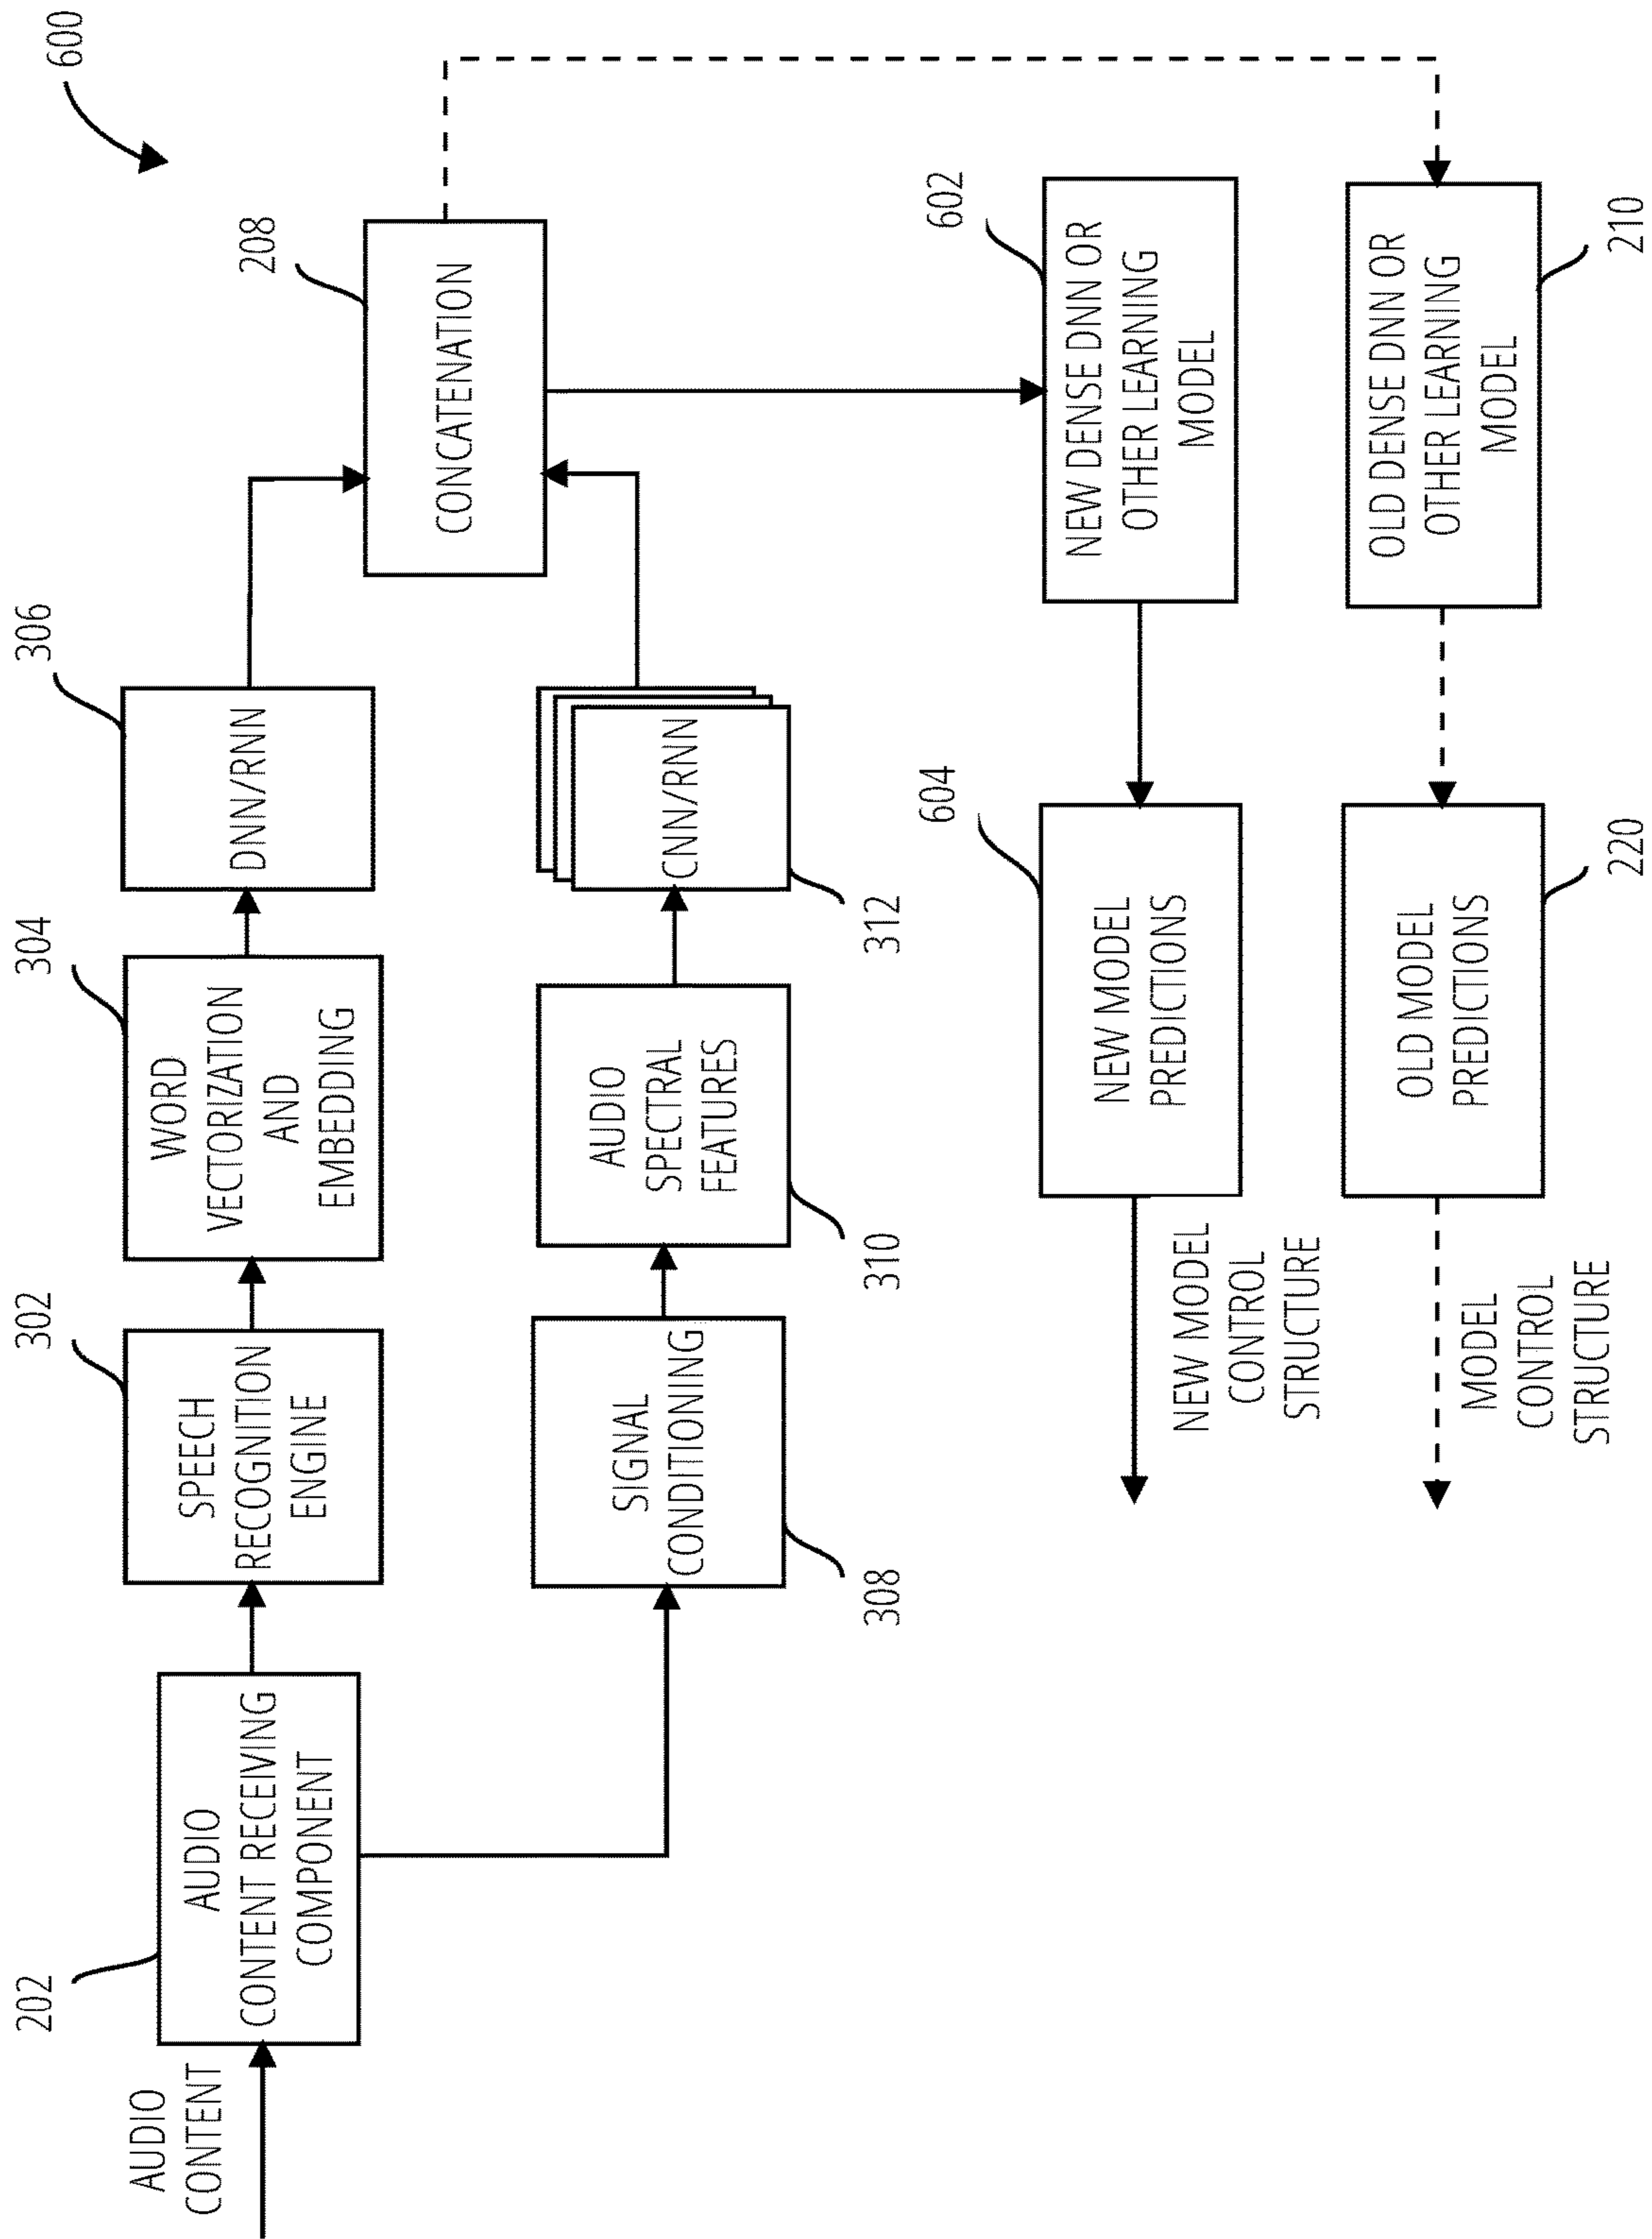 600
AUDIO
CONTENT
202
AUDIO
CONTENT RECEIVING
COMPONENT
302
SPEECH
RECOGNITION
ENGINE
304
WORD
VECTORIZATION
AND
EMBEDDING
306
DNN/RNN
208
CONCATENATION
308
SIGNAL
CONDITIONING
310
AUDIO
SPECTRAL
FEATURES
312
CNN/RNN
602
NEW DENSE DNN OR
OTHER LEARNING
MODEL
604
NEW MODEL
PREDICTIONS
NEW MODEL
CONTROL
STRUCTURE
210
OLD DENSE DNN OR
OTHER LEARNING
MODEL
220
OLD MODEL
PREDICTIONS
MODEL
CONTROL
STRUCTURE